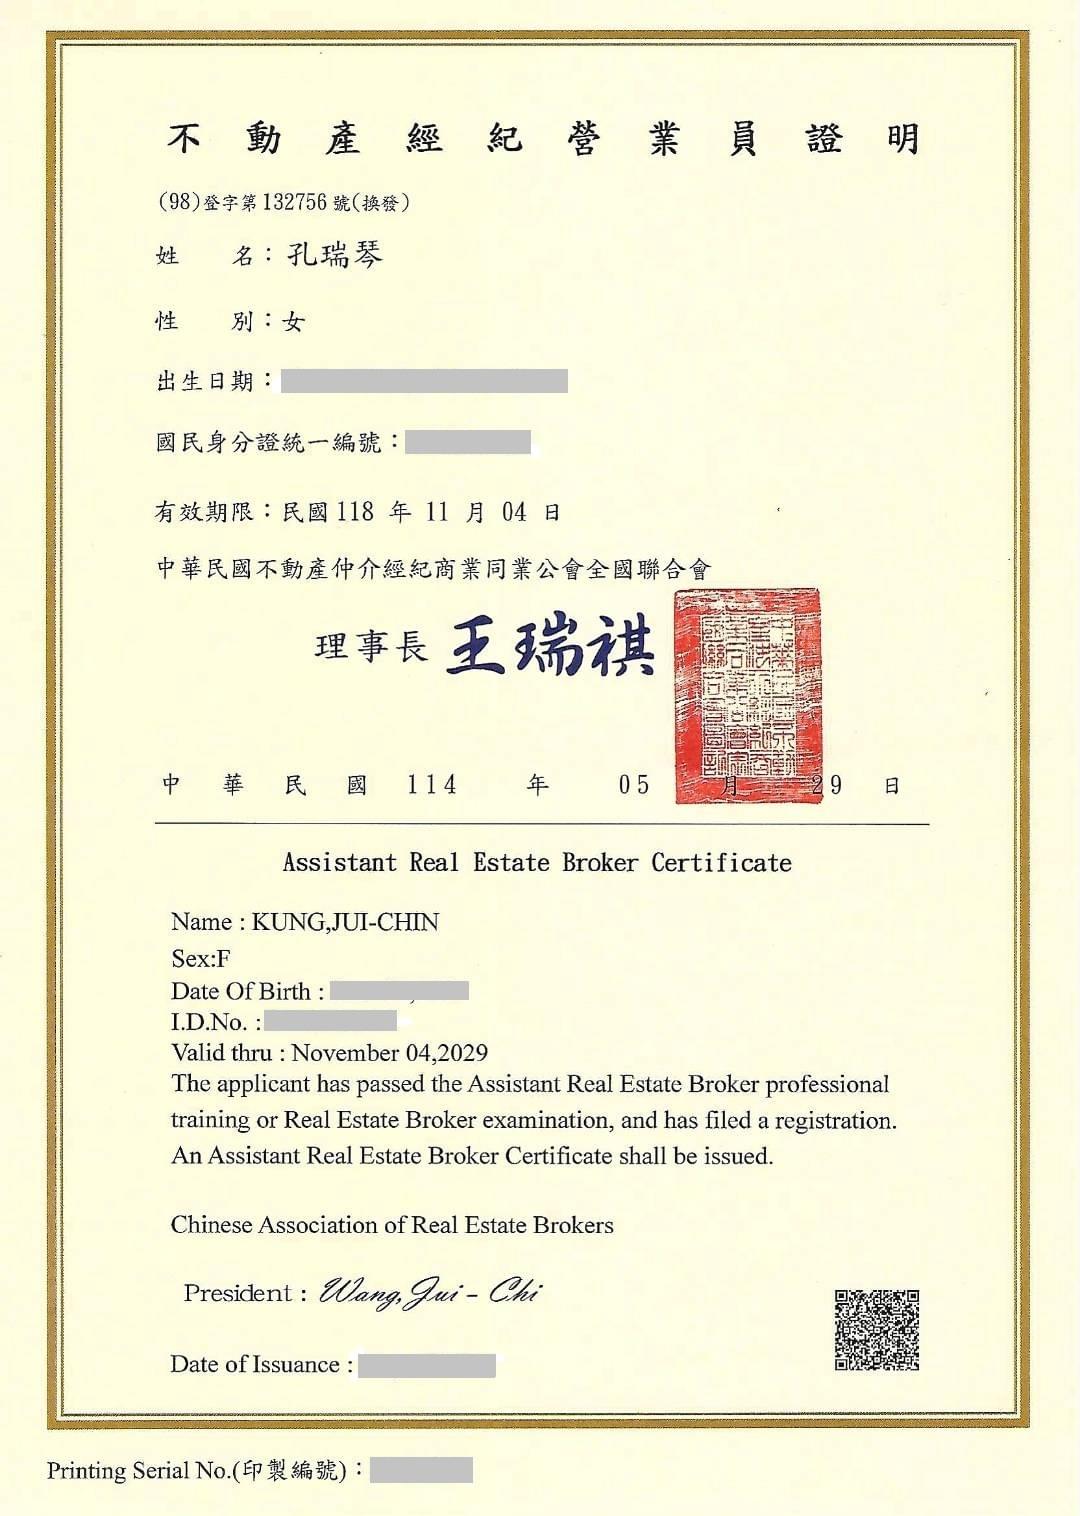 不動產經紀營業員證明
(98)登字第132756號(換發)
姓 名：孔瑞琴
性 別：女
出生日期：
國民身分證統一編號：
有效期限：民國118 年 11 月 04 日
中華民國不動產仲介經紀商業同業公會全國聯合會
理事長 王瑞祺
中華民國 114 年 05 月 29 日
Assistant Real Estate Broker Certificate
Name : KUNG,JUI-CHIN
Sex:F
Date Of Birth :
I.D.No. :
Valid thru : November 04,2029
The applicant has passed the Assistant Real Estate Broker professional
training or Real Estate Broker examination, and has filed a registration.
An Assistant Real Estate Broker Certificate shall be issued.
Chinese Association of Real Estate Brokers
President : Wang,Jui-Chi
Date of Issuance :
Printing Serial No.(印製編號)：